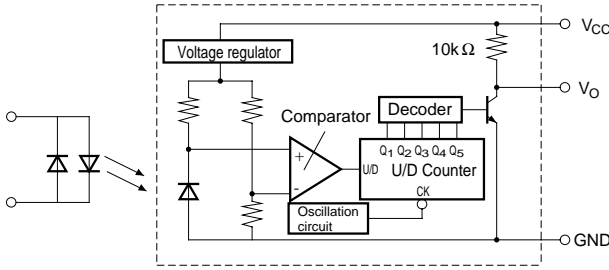 VCC
Voltage regulator
10kΩ
VO
Comparator
Decoder
Q1 Q2 Q3 Q4 Q5
+
U/D
U/D Counter
-
CK
Oscillation
circuit
GND